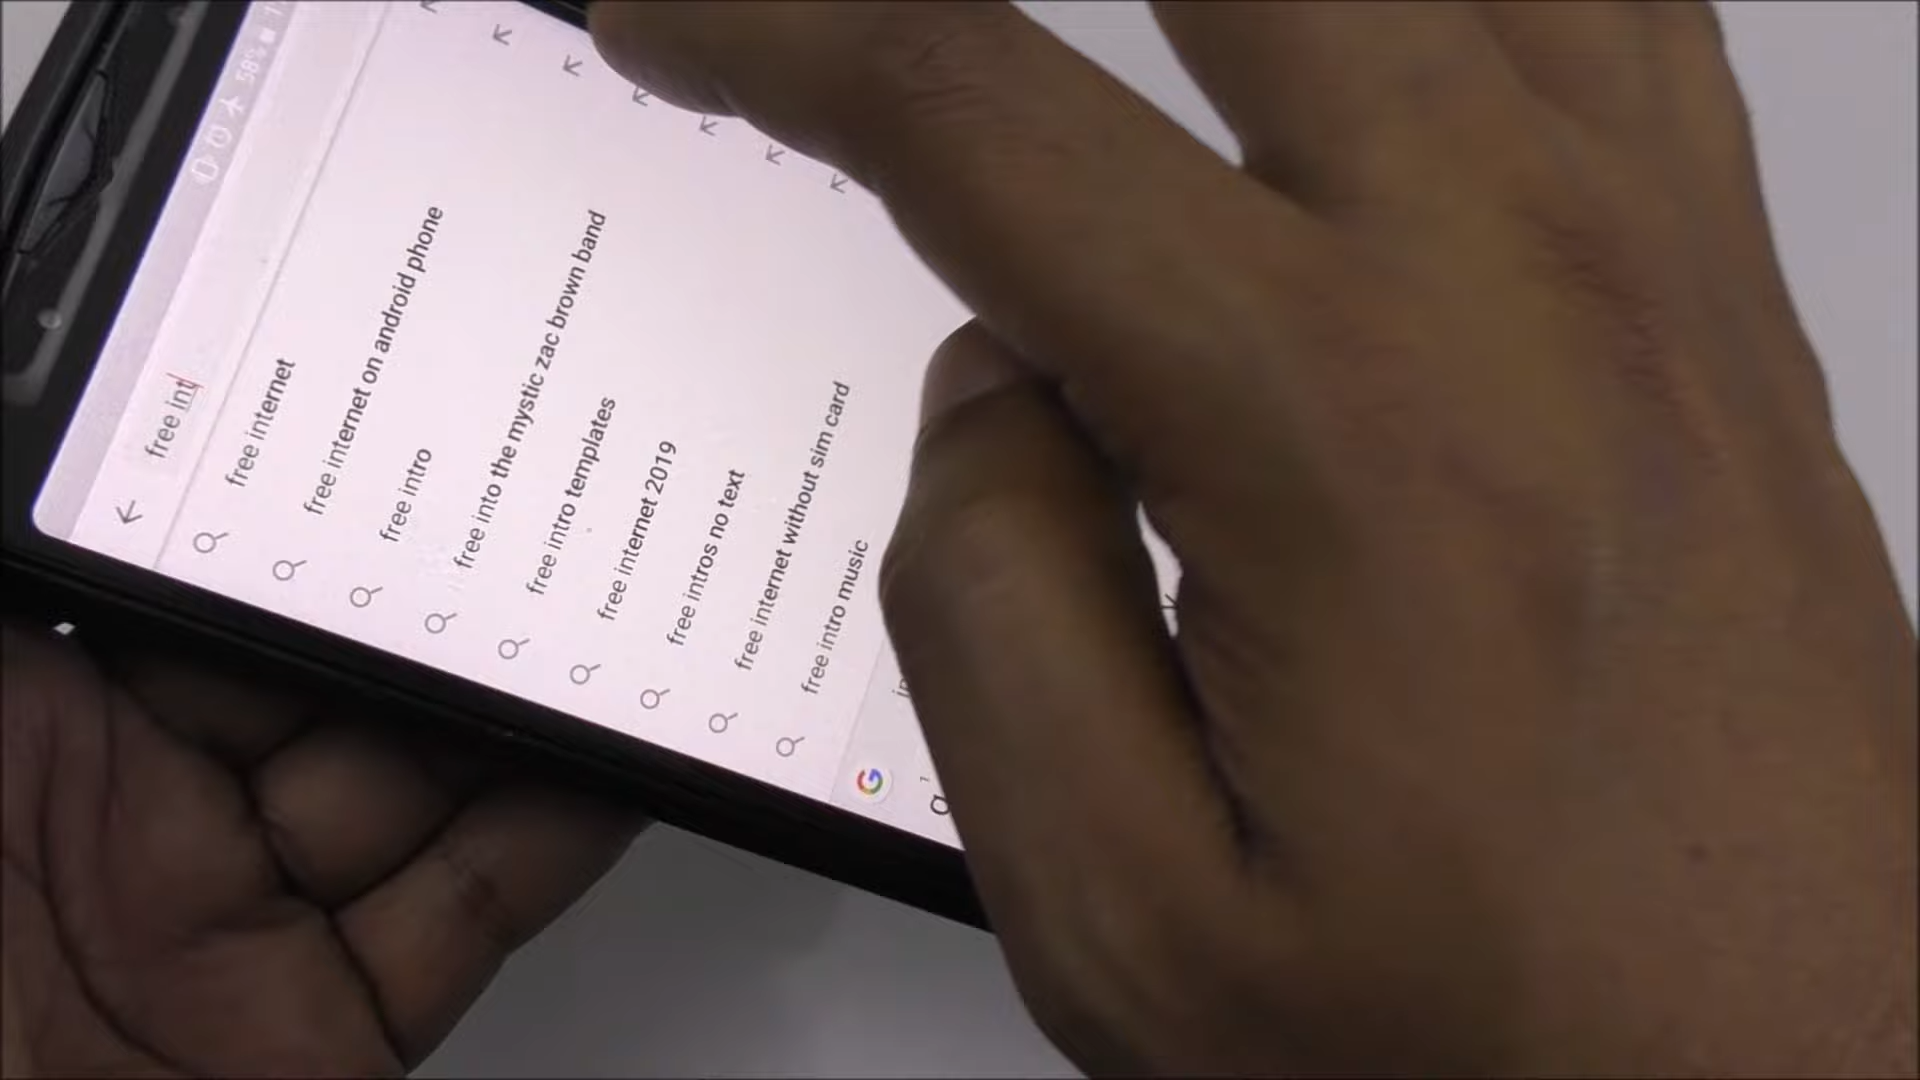 58%
free int
free internet
free internet on android phone
free intro
free into the mystic zac brown band
free intro templates
free internet 2019
free intros no text
free internet without sim card
free intro music
G